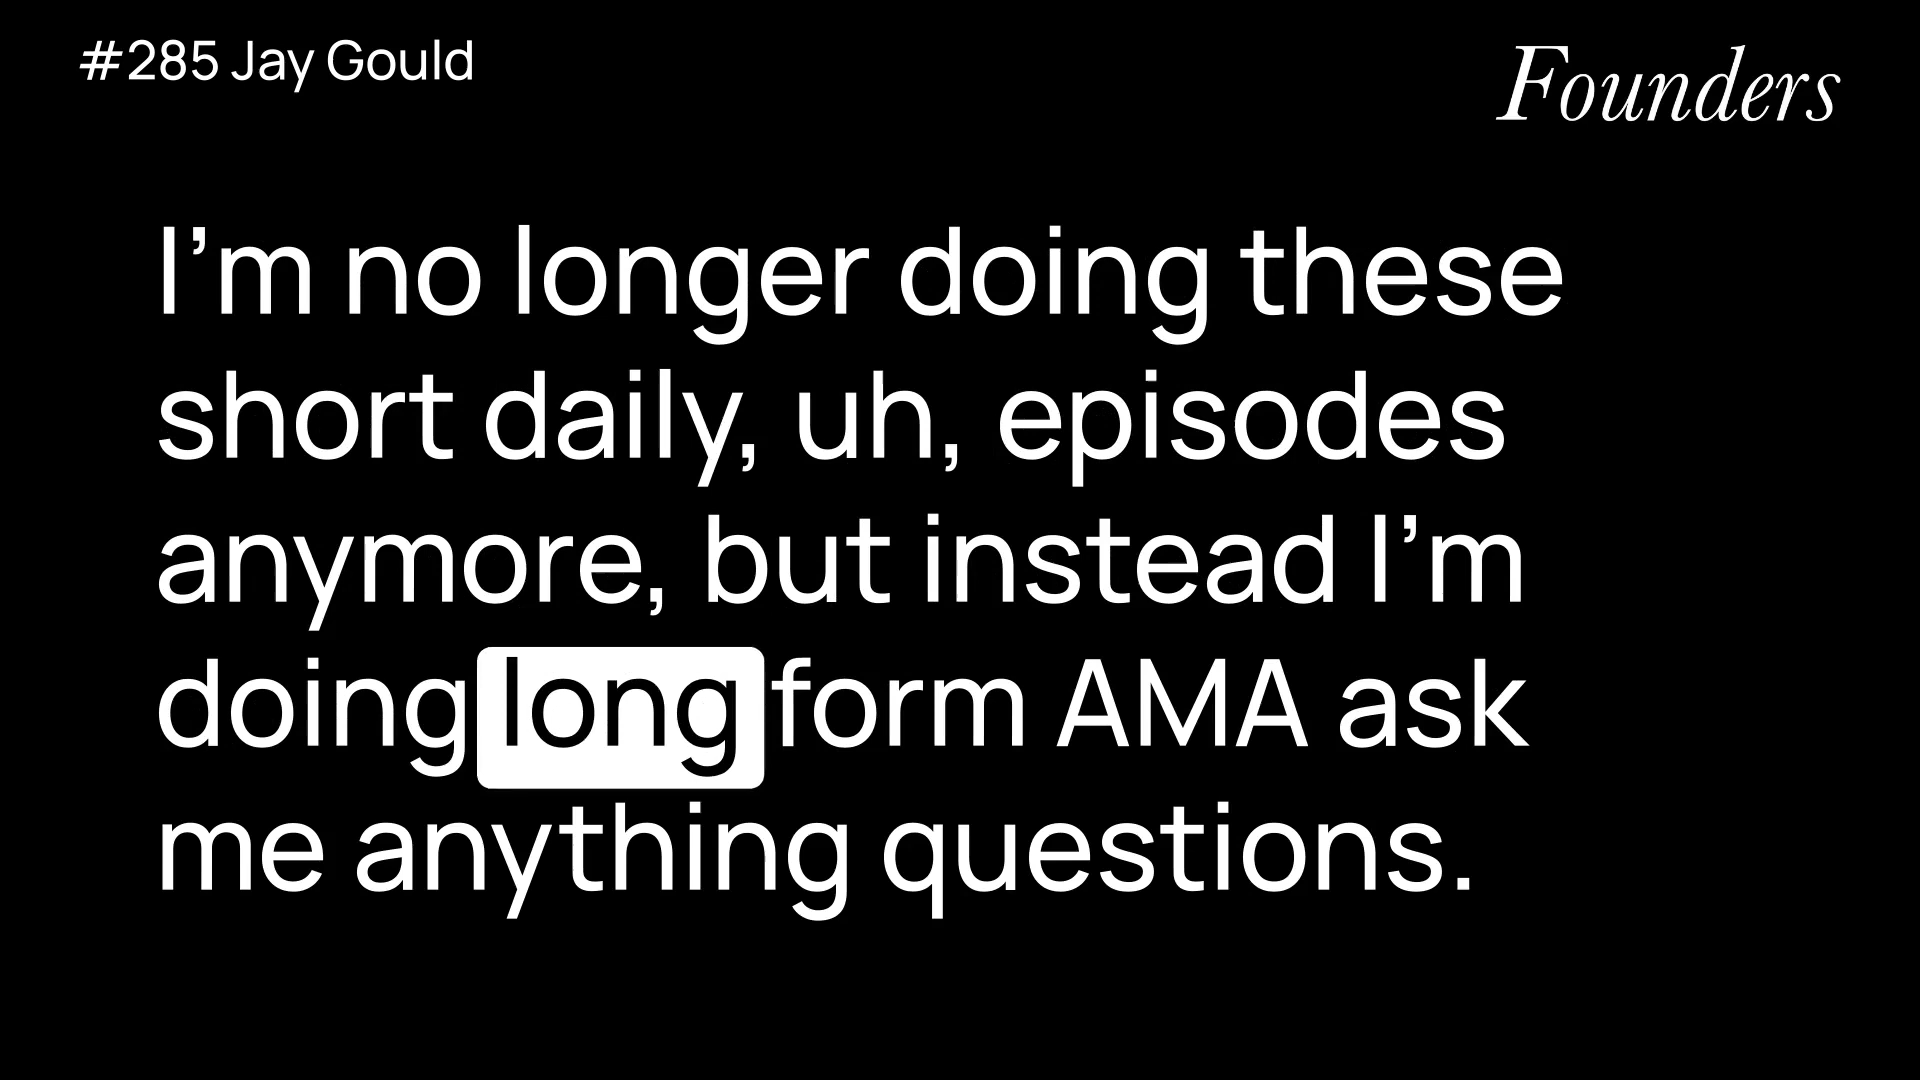 #285 Jay Gould
Founders
I’m no longer doing these
short daily, uh, episodes
anymore, but instead I’m
doing long form AMA ask
me anything questions.